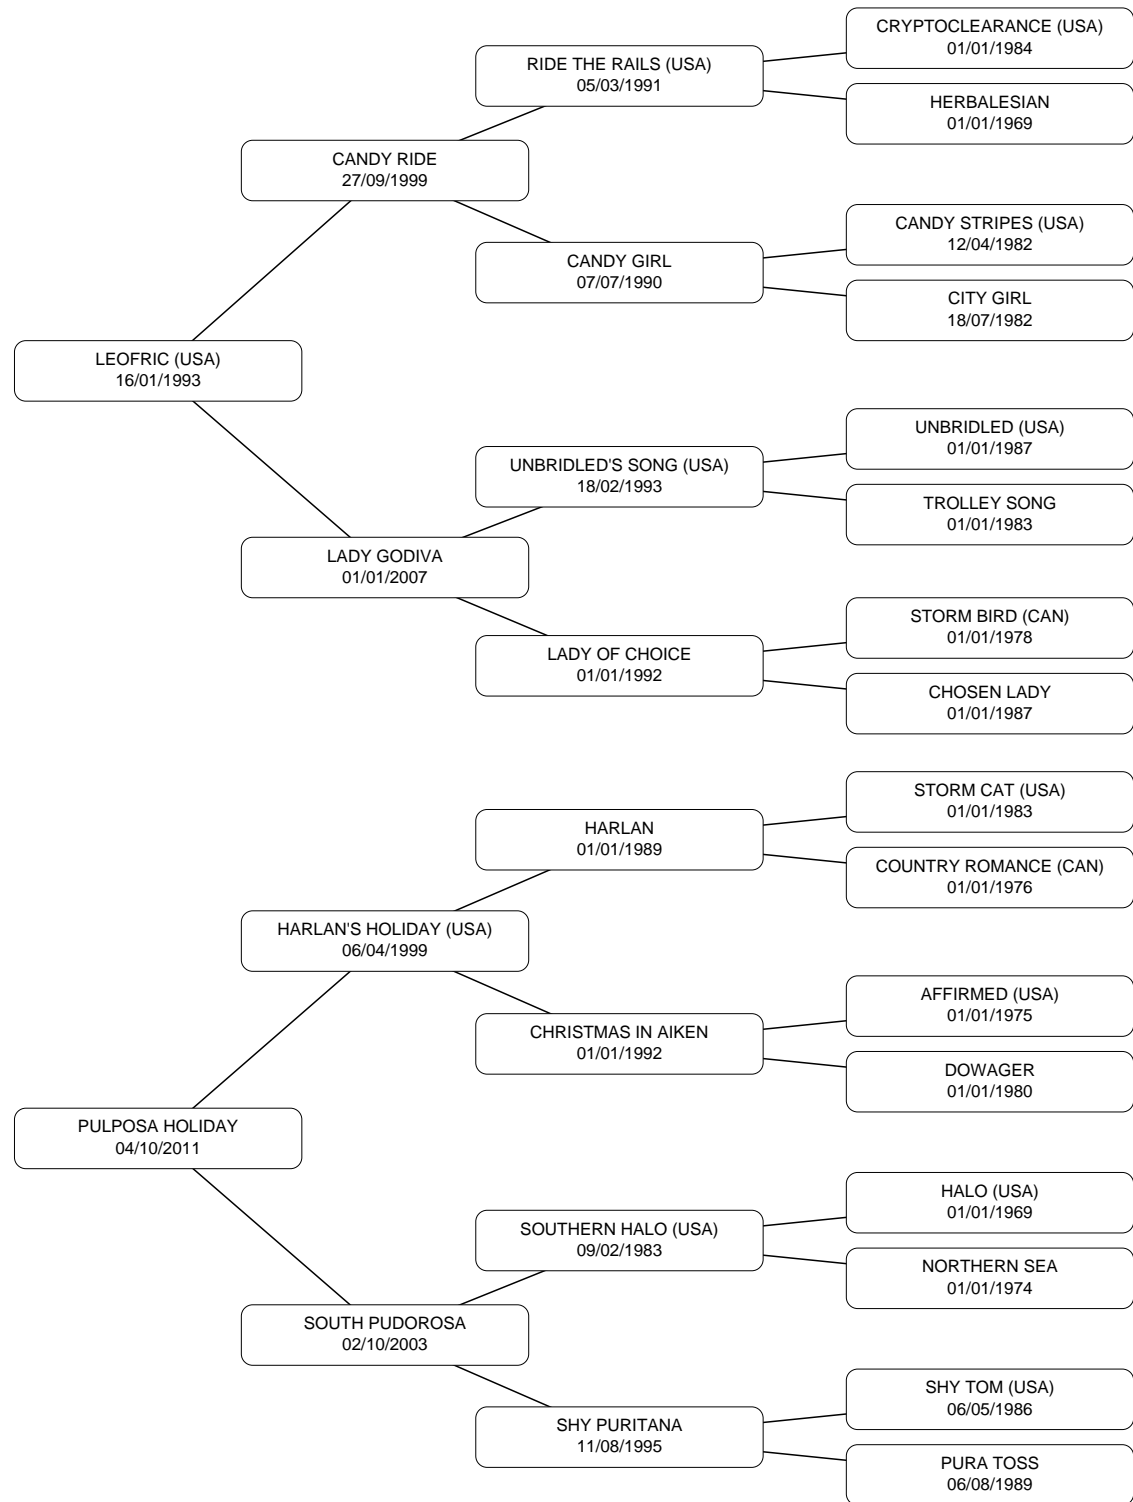 CRYPTOCLEARANCE (USA)
01/01/1984
RIDE THE RAILS (USA)
05/03/1991
HERBALESIAN
01/01/1969
CANDY RIDE
27/09/1999
CANDY STRIPES (USA)
12/04/1982
CANDY GIRL
07/07/1990
CITY GIRL
18/07/1982
LEOFRIC (USA)
16/01/1993
UNBRIDLED (USA)
01/01/1987
UNBRIDLED'S SONG (USA)
18/02/1993
TROLLEY SONG
01/01/1983
LADY GODIVA
01/01/2007
STORM BIRD (CAN)
01/01/1978
LADY OF CHOICE
01/01/1992
CHOSEN LADY
01/01/1987
STORM CAT (USA)
01/01/1983
HARLAN
01/01/1989
COUNTRY ROMANCE (CAN)
01/01/1976
HARLAN'S HOLIDAY (USA)
06/04/1999
AFFIRMED (USA)
01/01/1975
CHRISTMAS IN AIKEN
01/01/1992
DOWAGER
01/01/1980
PULPOSA HOLIDAY
04/10/2011
HALO (USA)
01/01/1969
SOUTHERN HALO (USA)
09/02/1983
NORTHERN SEA
01/01/1974
SOUTH PUDOROSA
02/10/2003
SHY TOM (USA)
06/05/1986
SHY PURITANA
11/08/1995
PURA TOSS
06/08/1989